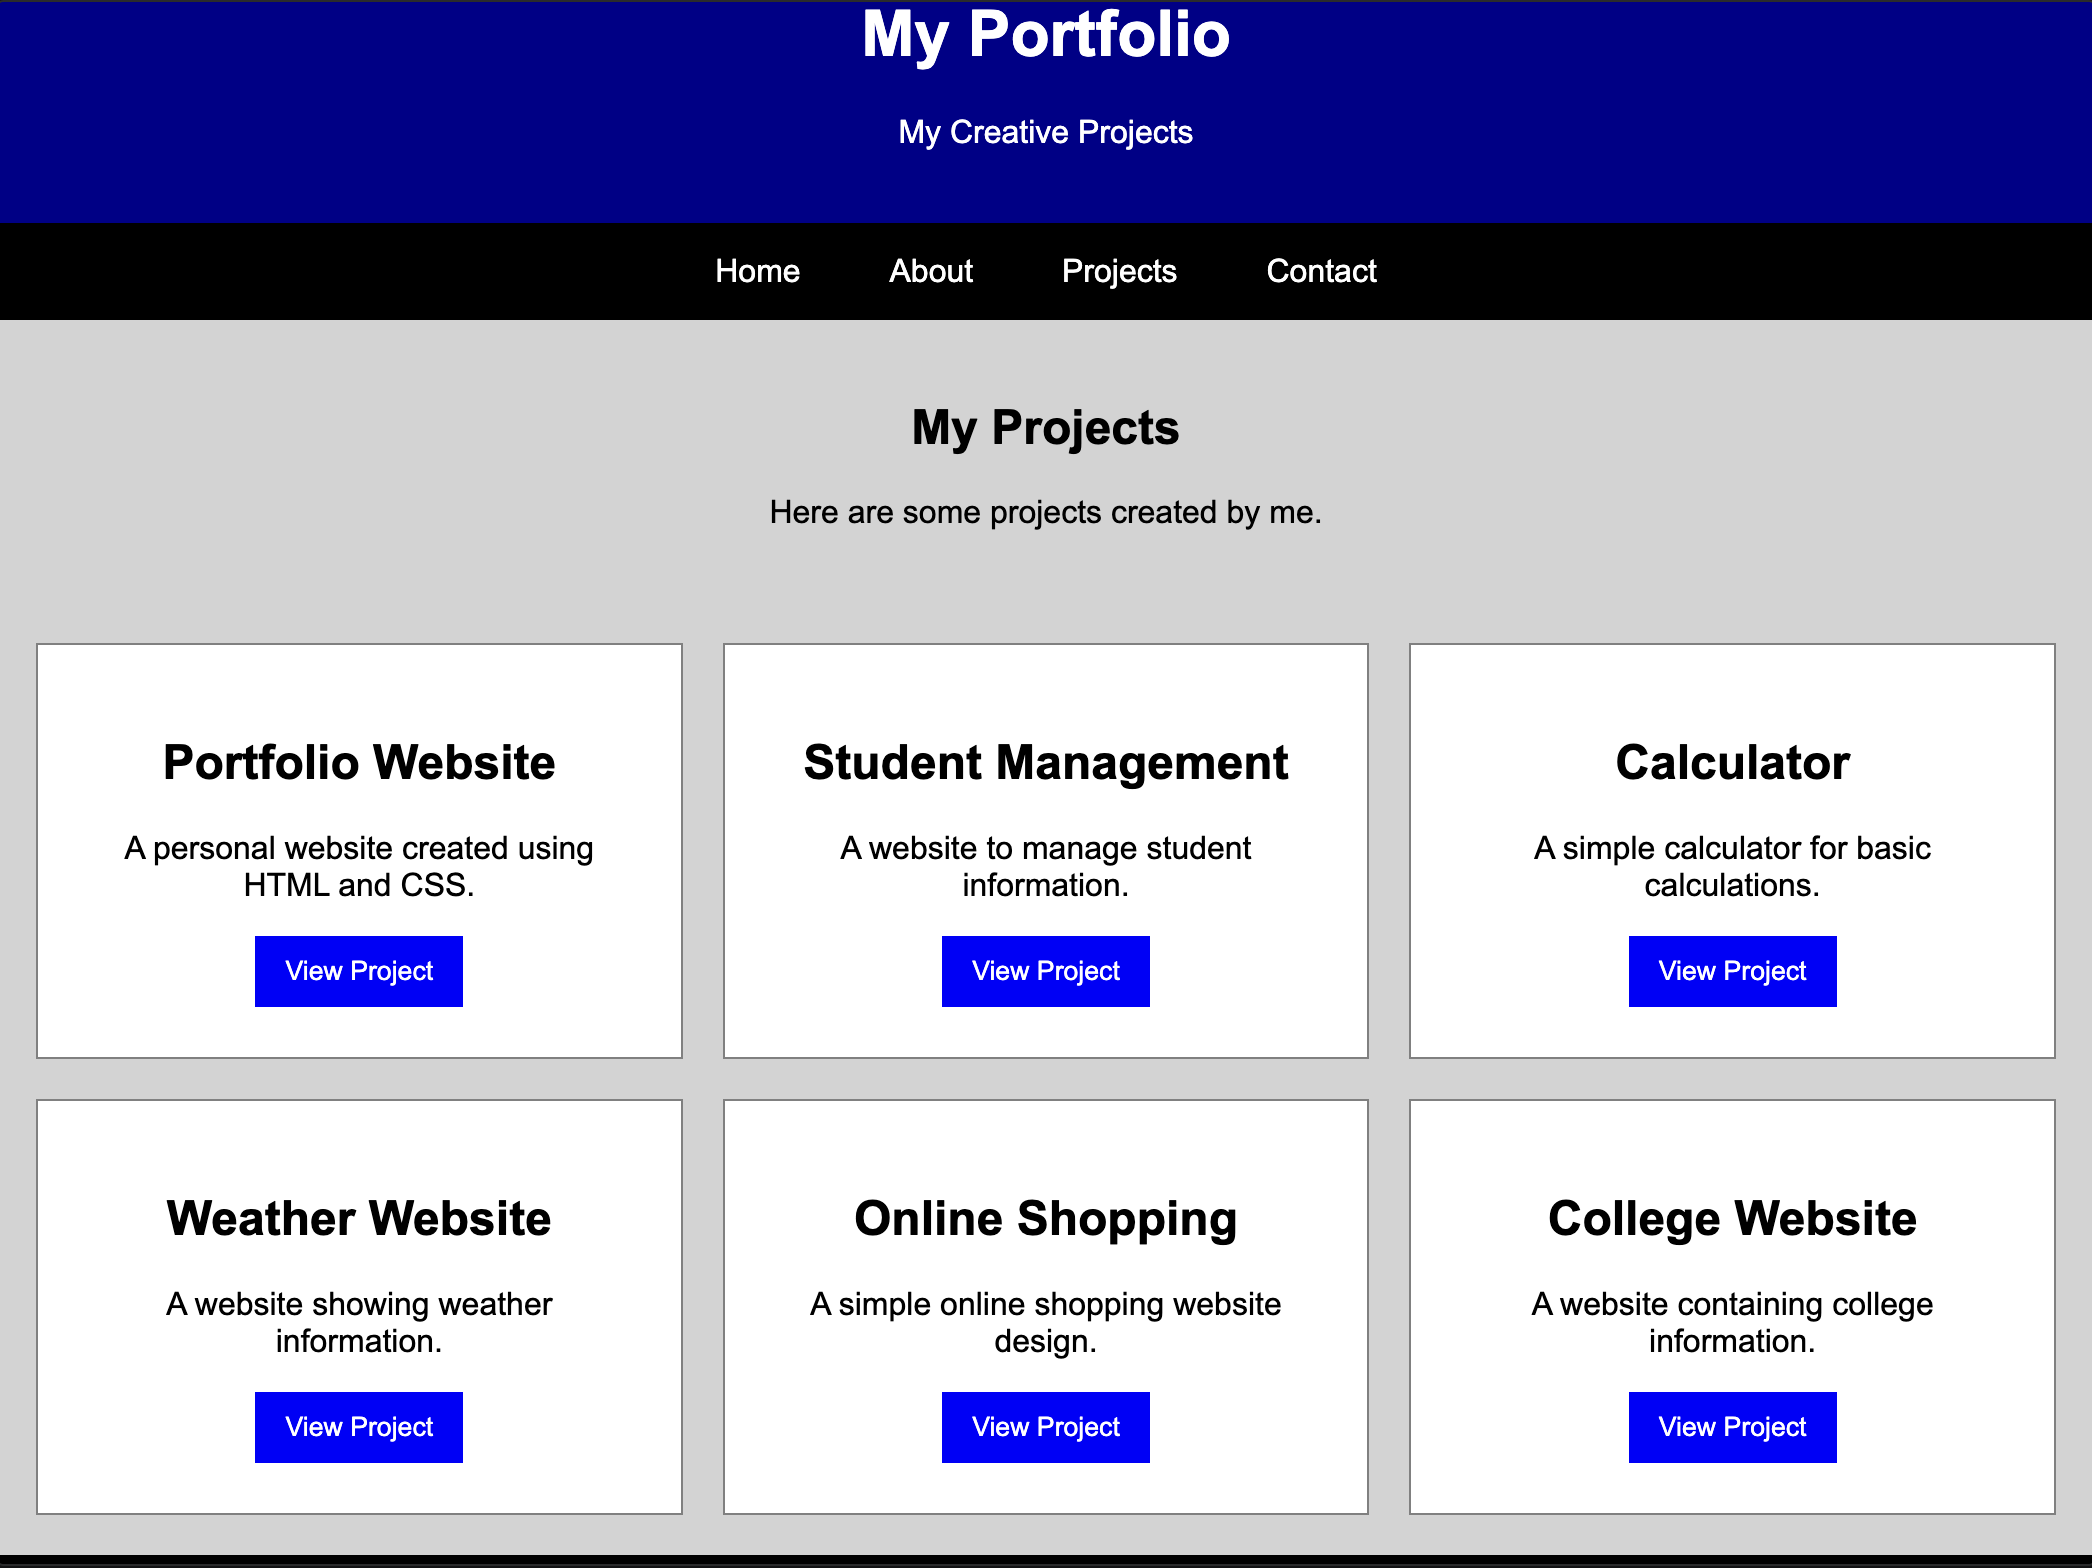 My Portfolio
My Creative Projects
Home About Projects Contact
My Projects
Here are some projects created by me.
Portfolio Website
A personal website created using
HTML and CSS.
View Project
Student Management
A website to manage student
information.
View Project
Calculator
A simple calculator for basic
calculations.
View Project
Weather Website
A website showing weather
information.
View Project
Online Shopping
A simple online shopping website
design.
View Project
College Website
A website containing college
information.
View Project